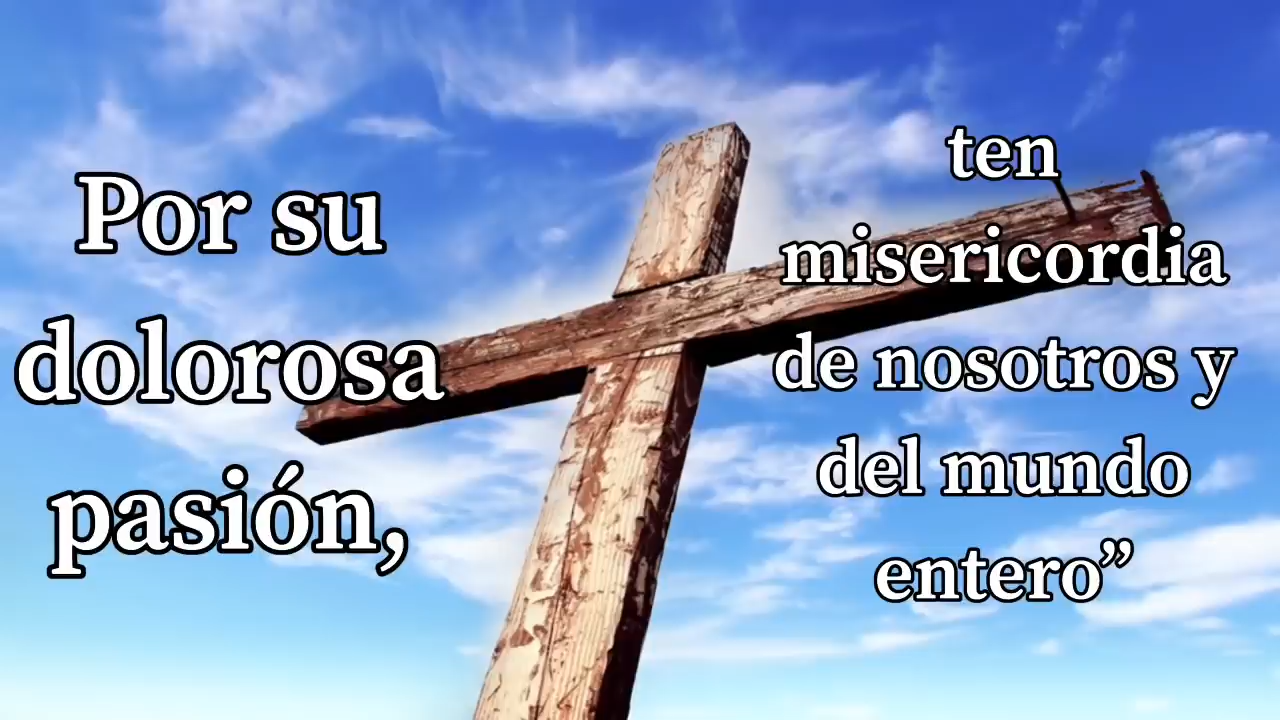 Por su
dolorosa
pasión,
ten
misericordia
de nosotros y
del mundo
entero”